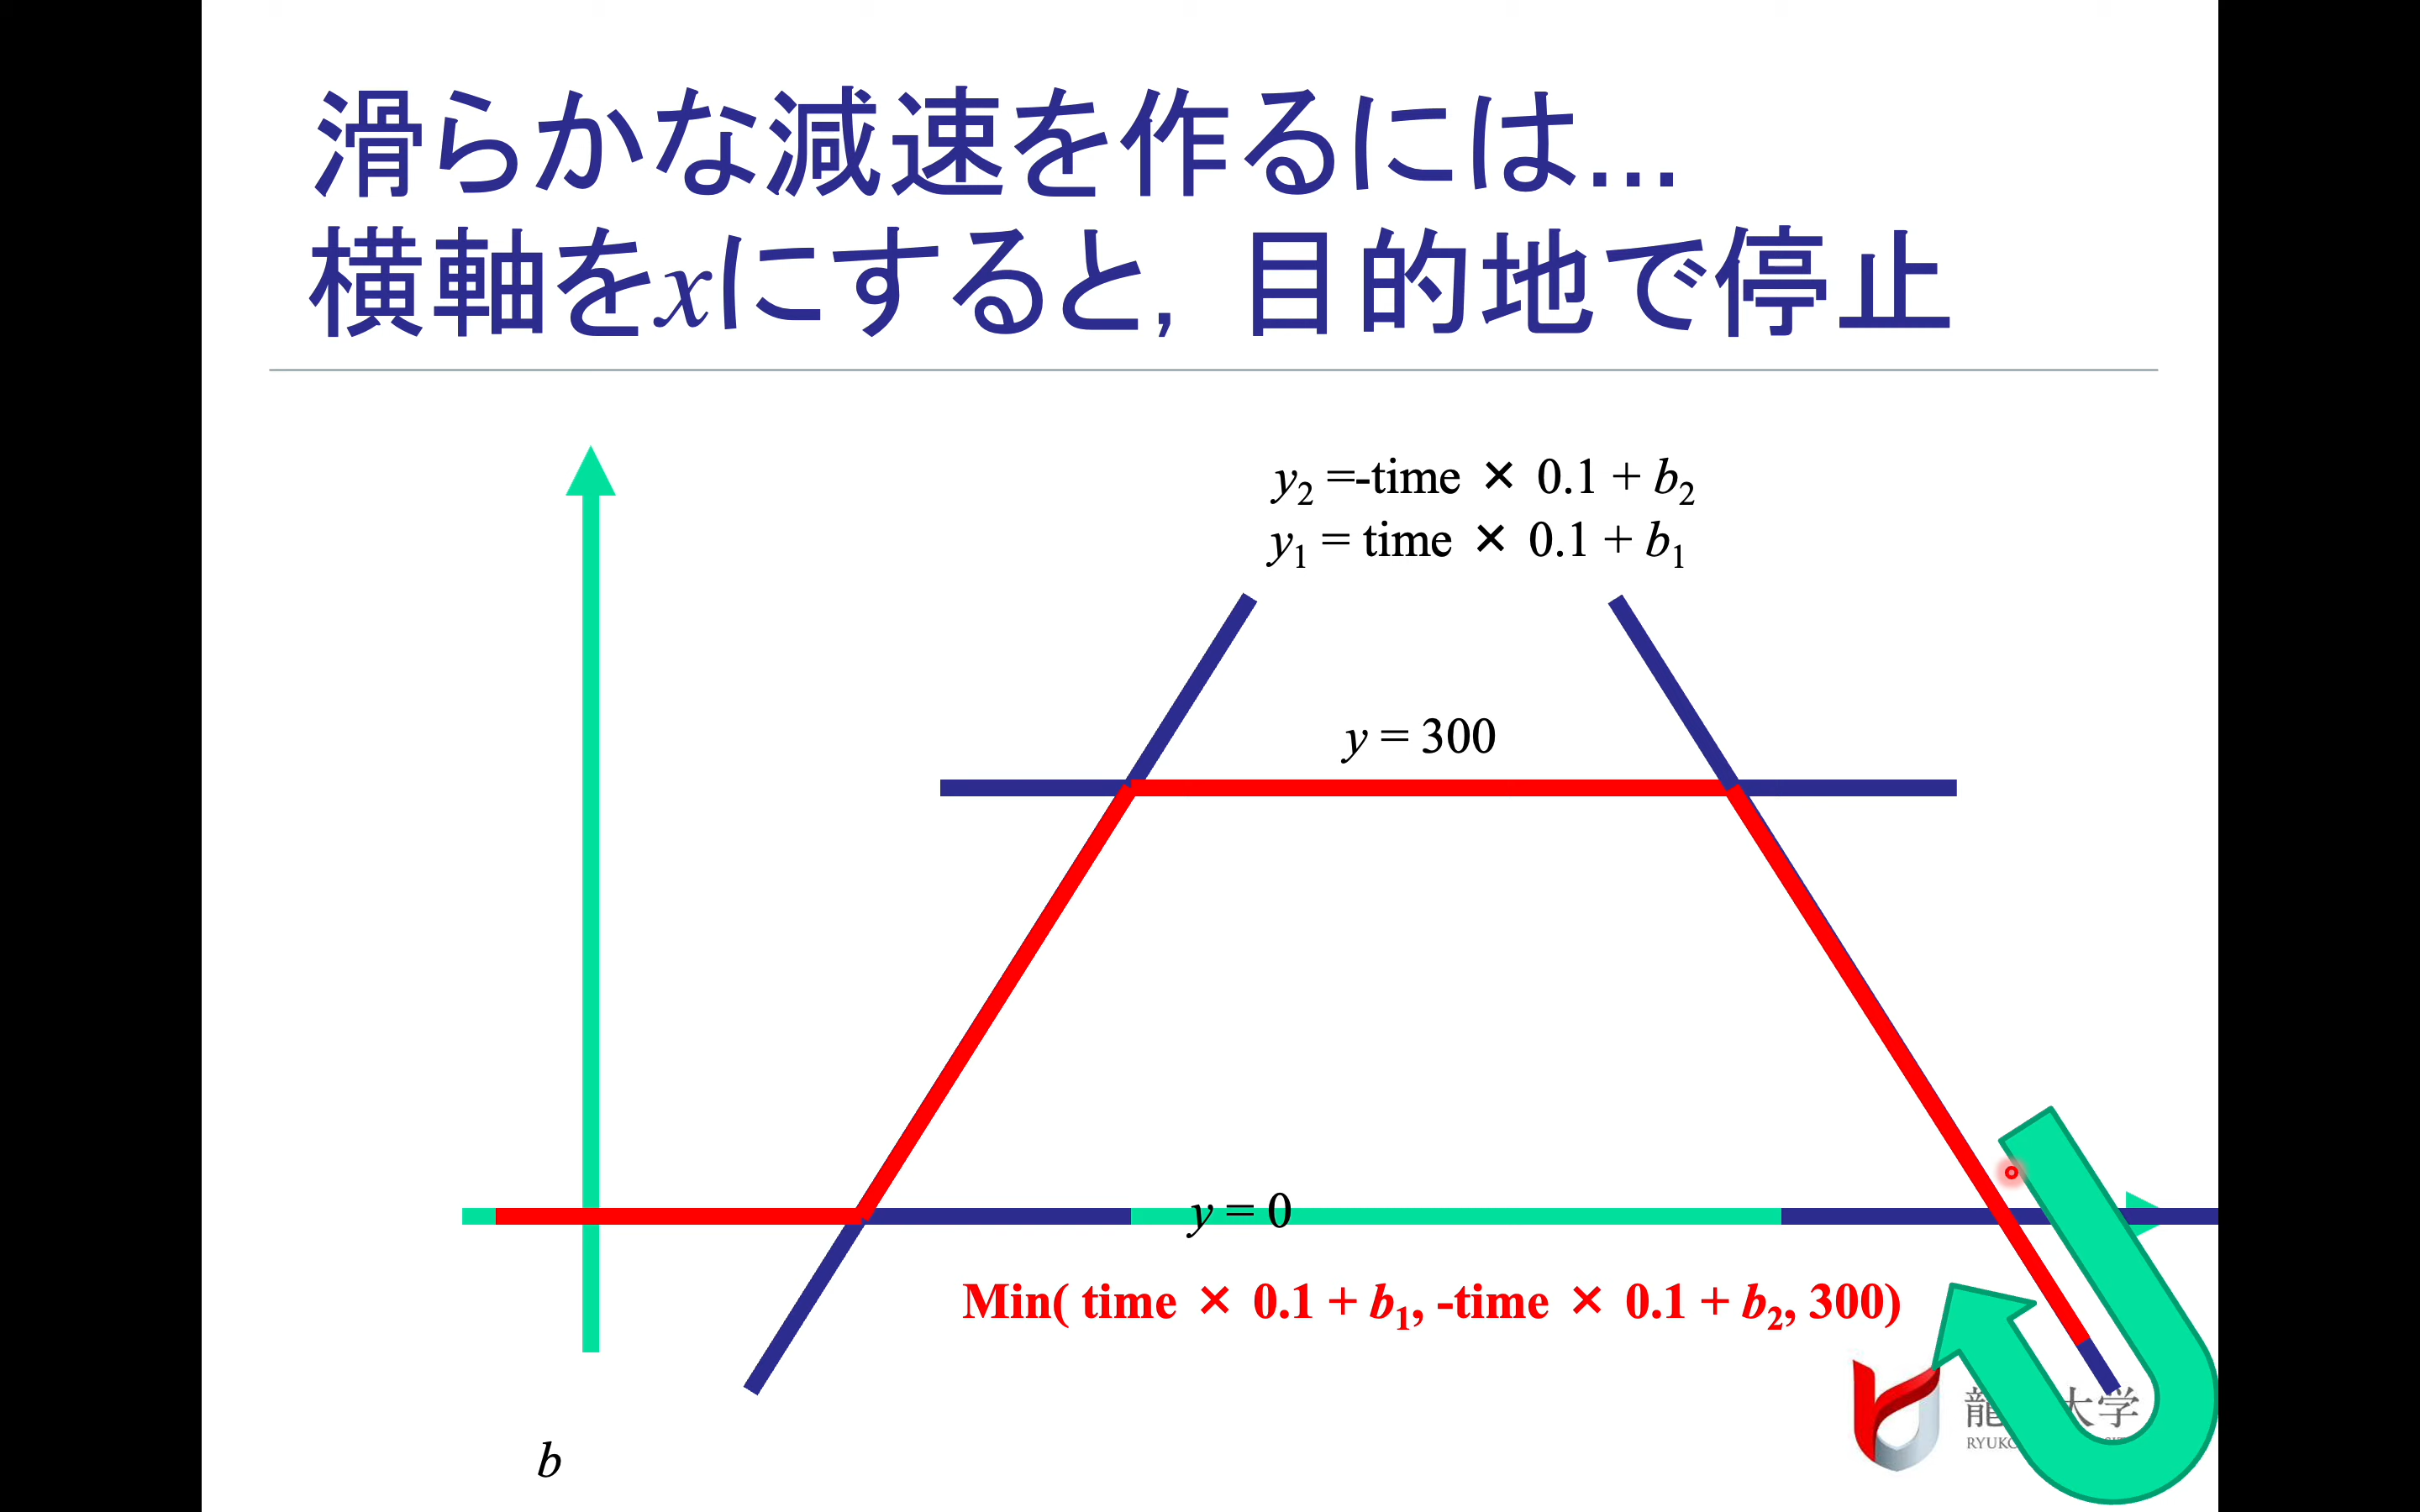 滑らかな減速を作るには…
横軸をxにすると，目的地で停止
y2 =-time × 0.1 + b2
y1 = time × 0.1 + b1
y = 300
y = 0
Min( time × 0.1 + b1, -time × 0.1 + b2, 300)
b